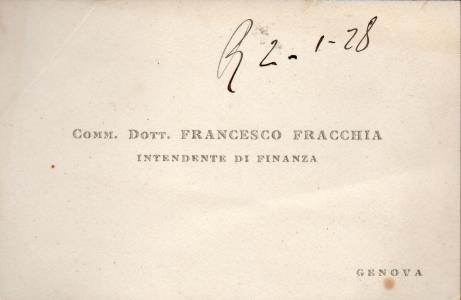 R 2-1-28
COMM. DOTT. FRANCESCO FRACCHIA
INTENDENTE DI FINANZA
GENOVA